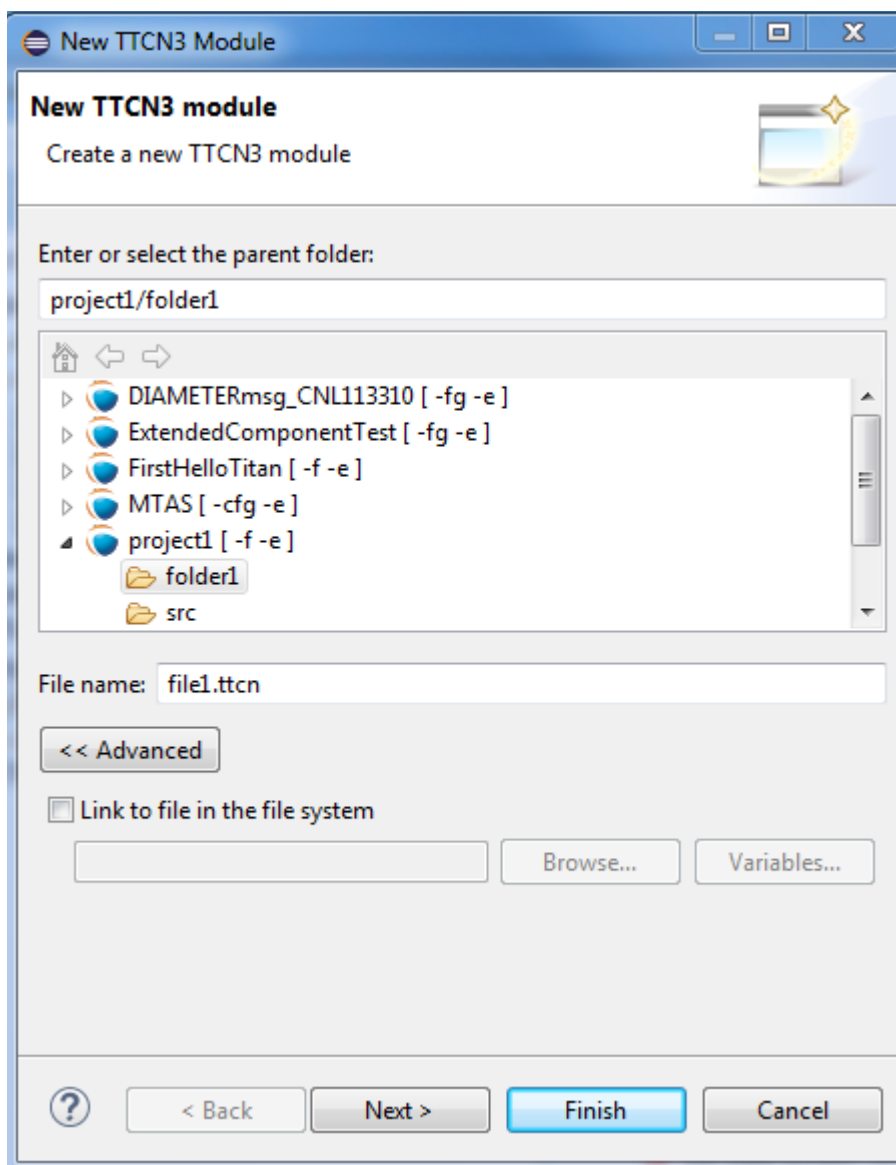 New TTCN3 Module
New TTCN3 module
Create a new TTCN3 module
Enter or select the parent folder:
project1/folder1
DIAMETERmsg_CNL113310 [ -fg -e ]
ExtendedComponentTest [ -fg -e ]
FirstHelloTitan [ -f -e ]
MTAS [ -cfg -e ]
project1 [ -f -e ]
folder1
src
File name: file1.ttcn
<< Advanced
Link to file in the file system
Browse... Variables...
? < Back Next > Finish Cancel